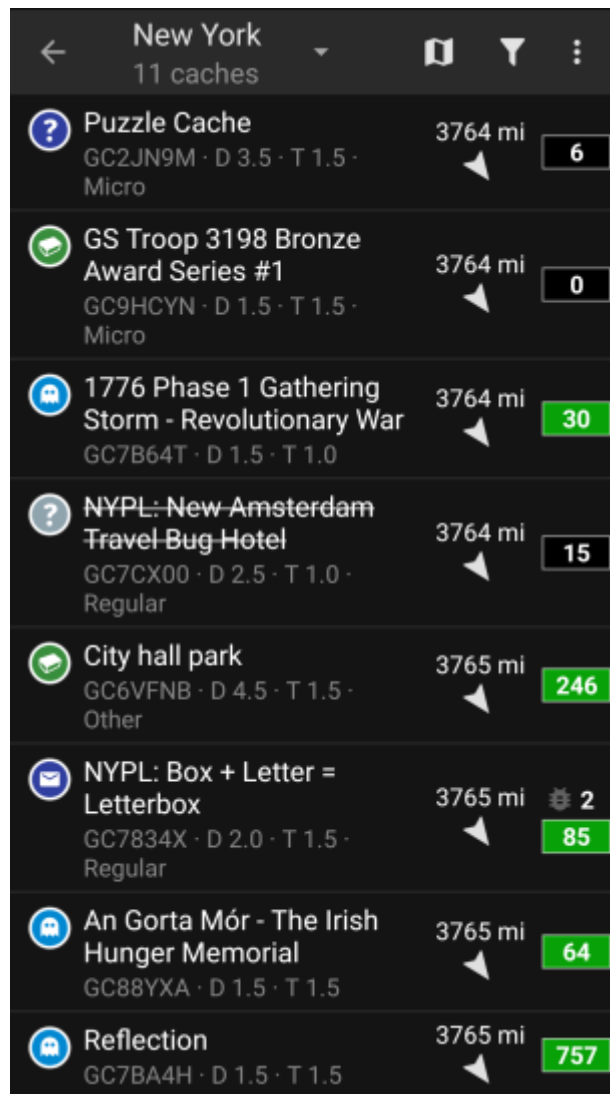 New York
11 caches
Puzzle Cache
GC2JN9M · D 3.5 · T 1.5 ·
Micro
3764 mi
6
GS Troop 3198 Bronze
Award Series #1
GC9HCYN · D 1.5 · T 1.5 ·
Micro
3764 mi
0
1776 Phase 1 Gathering
Storm - Revolutionary War
GC7B64T · D 1.5 · T 1.0
3764 mi
30
NYPL: New Amsterdam
Travel Bug Hotel
GC7CX00 · D 2.5 · T 1.0 ·
Regular
3764 mi
15
City hall park
GC6VFNB · D 4.5 · T 1.5 ·
Other
3765 mi
246
NYPL: Box + Letter =
Letterbox
GC7834X · D 2.0 · T 1.5 ·
Regular
3765 mi
2
85
An Gorta Mór - The Irish
Hunger Memorial
GC88YXA · D 1.5 · T 1.5
3765 mi
64
Reflection
GC7BA4H · D 1.5 · T 1.5
3765 mi
757